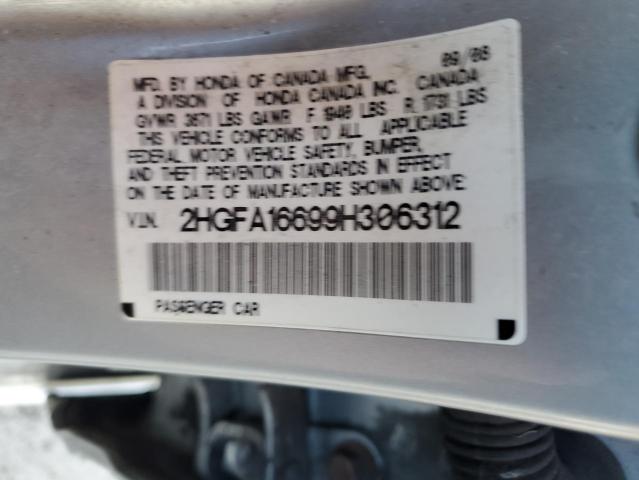 09/08
MFD. BY HONDA OF CANADA MFG.,
A DIVISION OF HONDA CANADA INC. CANADA
GVWR 3671 LBS GAWR F 1940 LBS R 1731 LBS
THIS VEHICLE CONFORMS TO ALL APPLICABLE
FEDERAL MOTOR VEHICLE SAFETY, BUMPER,
AND THEFT PREVENTION STANDARDS IN EFFECT
ON THE DATE OF MANUFACTURE SHOWN ABOVE.
V.I.N. 2HGFA16699H306312
PASSENGER CAR